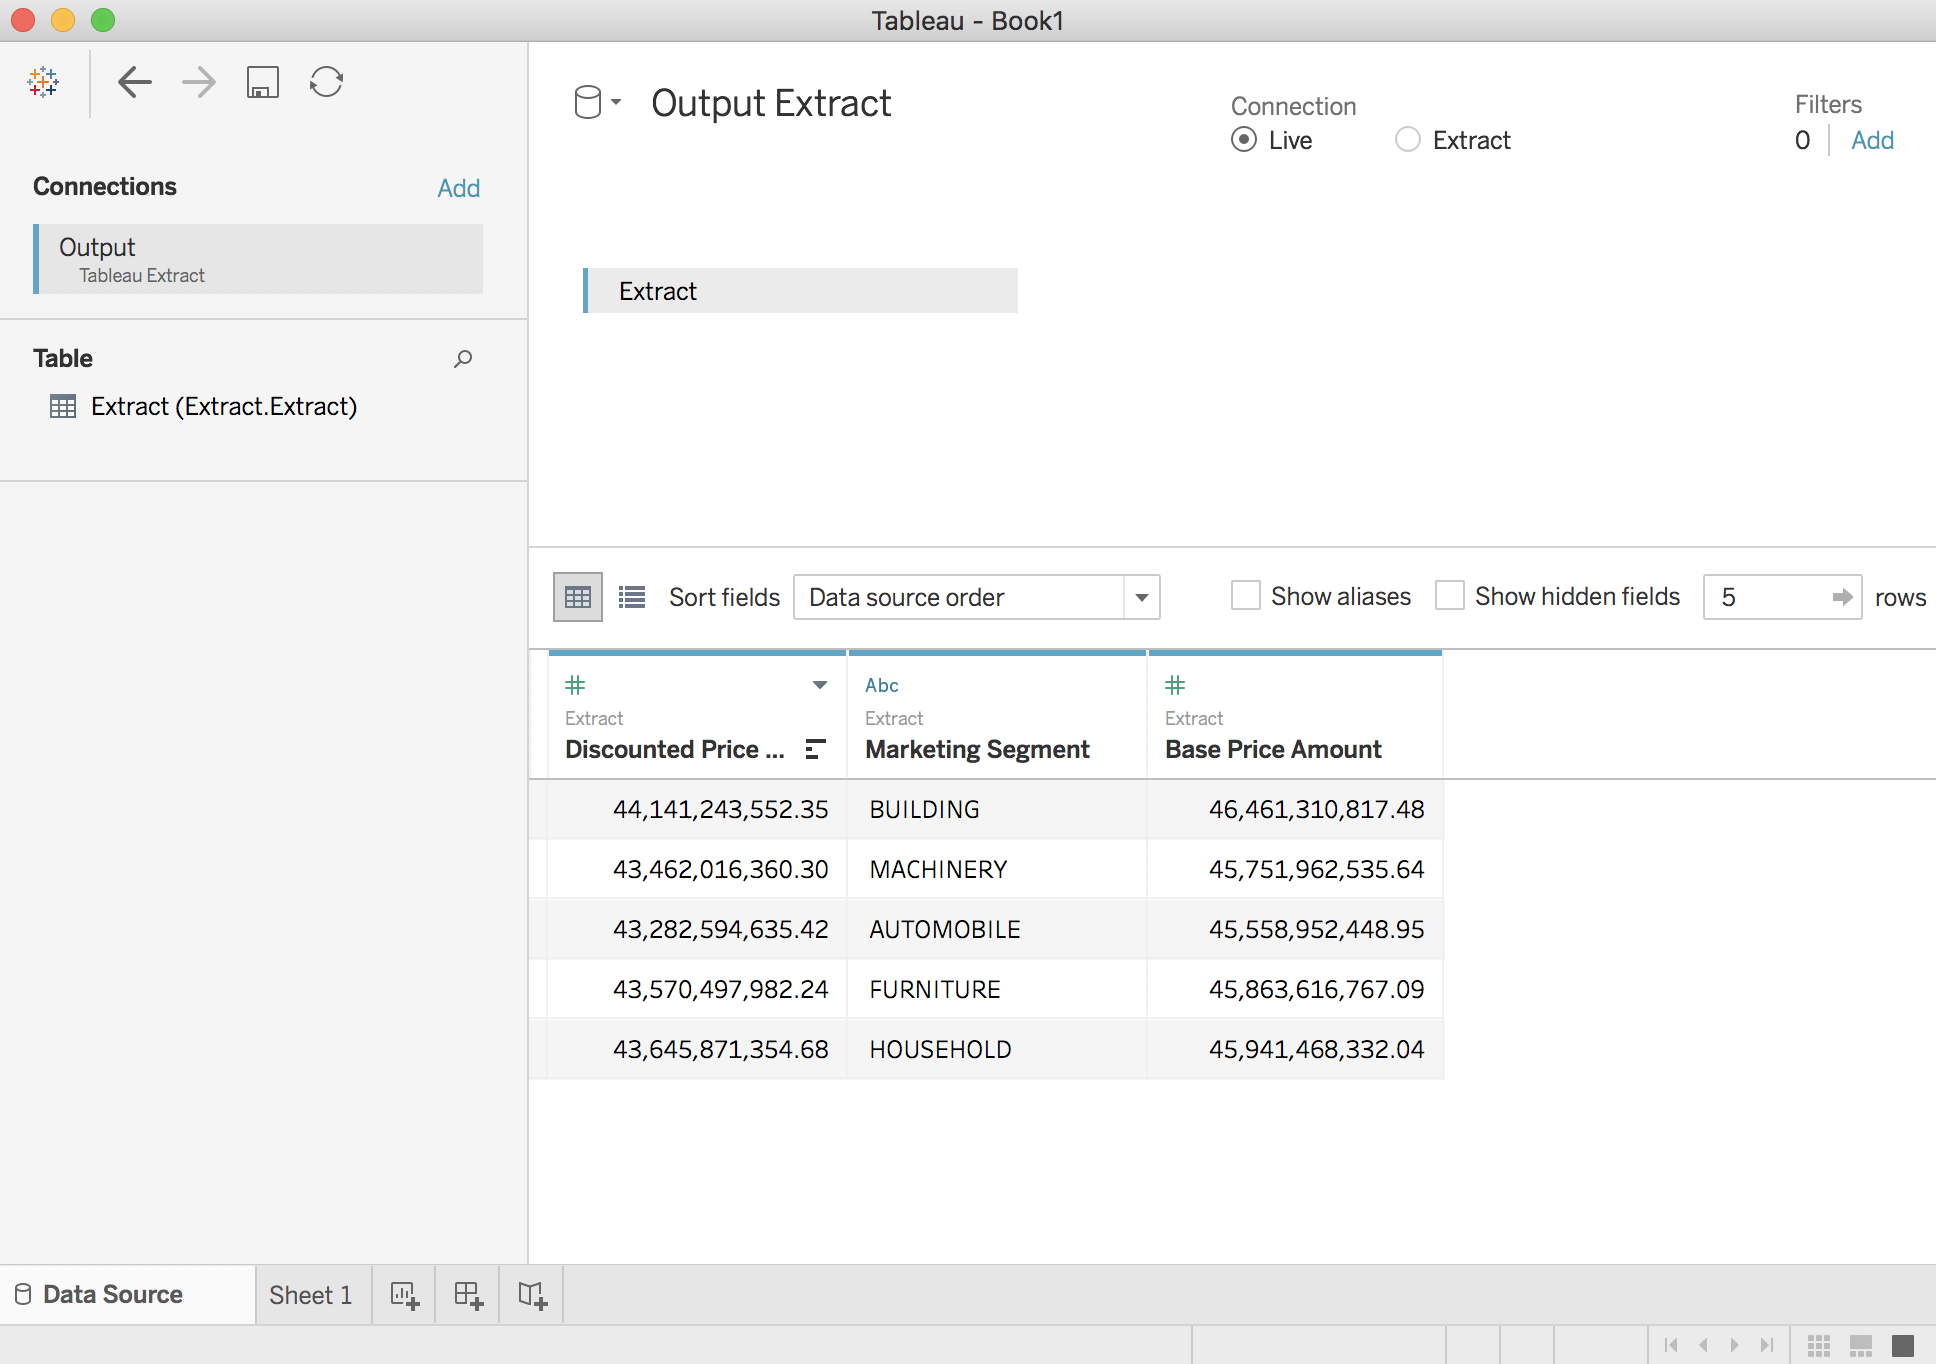 Tableau - Book1
Output Extract
Connection
Live
Extract
Filters
0
Add
Connections
Add
Output
Tableau Extract
Extract
Table
Extract (Extract.Extract)
Sort fields
Data source order
Show aliases
Show hidden fields
5
rows
Abc
Extract
Extract
Extract
Discounted Price ...
Marketing Segment
Base Price Amount
44,141,243,552.35
BUILDING
46,461,310,817.48
43,462,016,360.30
MACHINERY
45,751,962,535.64
43,282,594,635.42
AUTOMOBILE
45,558,952,448.95
43,570,497,982.24
FURNITURE
45,863,616,767.09
43,645,871,354.68
HOUSEHOLD
45,941,468,332.04
Data Source
Sheet 1